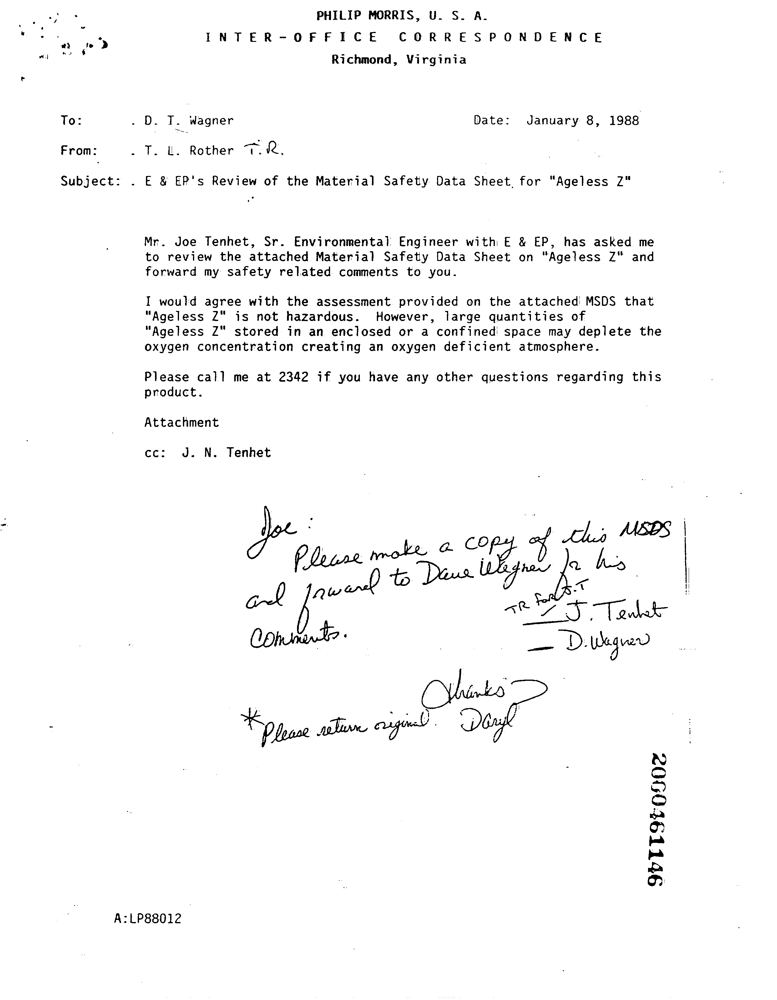 PHILIP MORRIS, U. S. A.
INTER-OFFICE CORRESPONDENCE
Richmond, Virginia
To: . D. T. Wagner Date: January 8, 1988
From: . T. L. Rother T.R.
Subject: . E & EP's Review of the Material Safety Data Sheet for "Ageless Z"
Mr. Joe Tenhet, Sr. Environmental Engineer with E & EP, has asked me
to review the attached Material Safety Data Sheet on "Ageless Z" and
forward my safety related comments to you.
I would agree with the assessment provided on the attached MSDS that
"Ageless Z" is not hazardous. However, large quantities of
"Ageless Z" stored in an enclosed or a confined space may deplete the
oxygen concentration creating an oxygen deficient atmosphere.
Please call me at 2342 if you have any other questions regarding this
product.
Attachment
cc: J. N. Tenhet
Joe:
Please make a copy of this MSDS
and forward to Dave Wagner for his
comments.
TR for J.T
J. Tenhet
D. Wagner
Thanks
*Please return original. Daryl
2060461146
A:LP88012